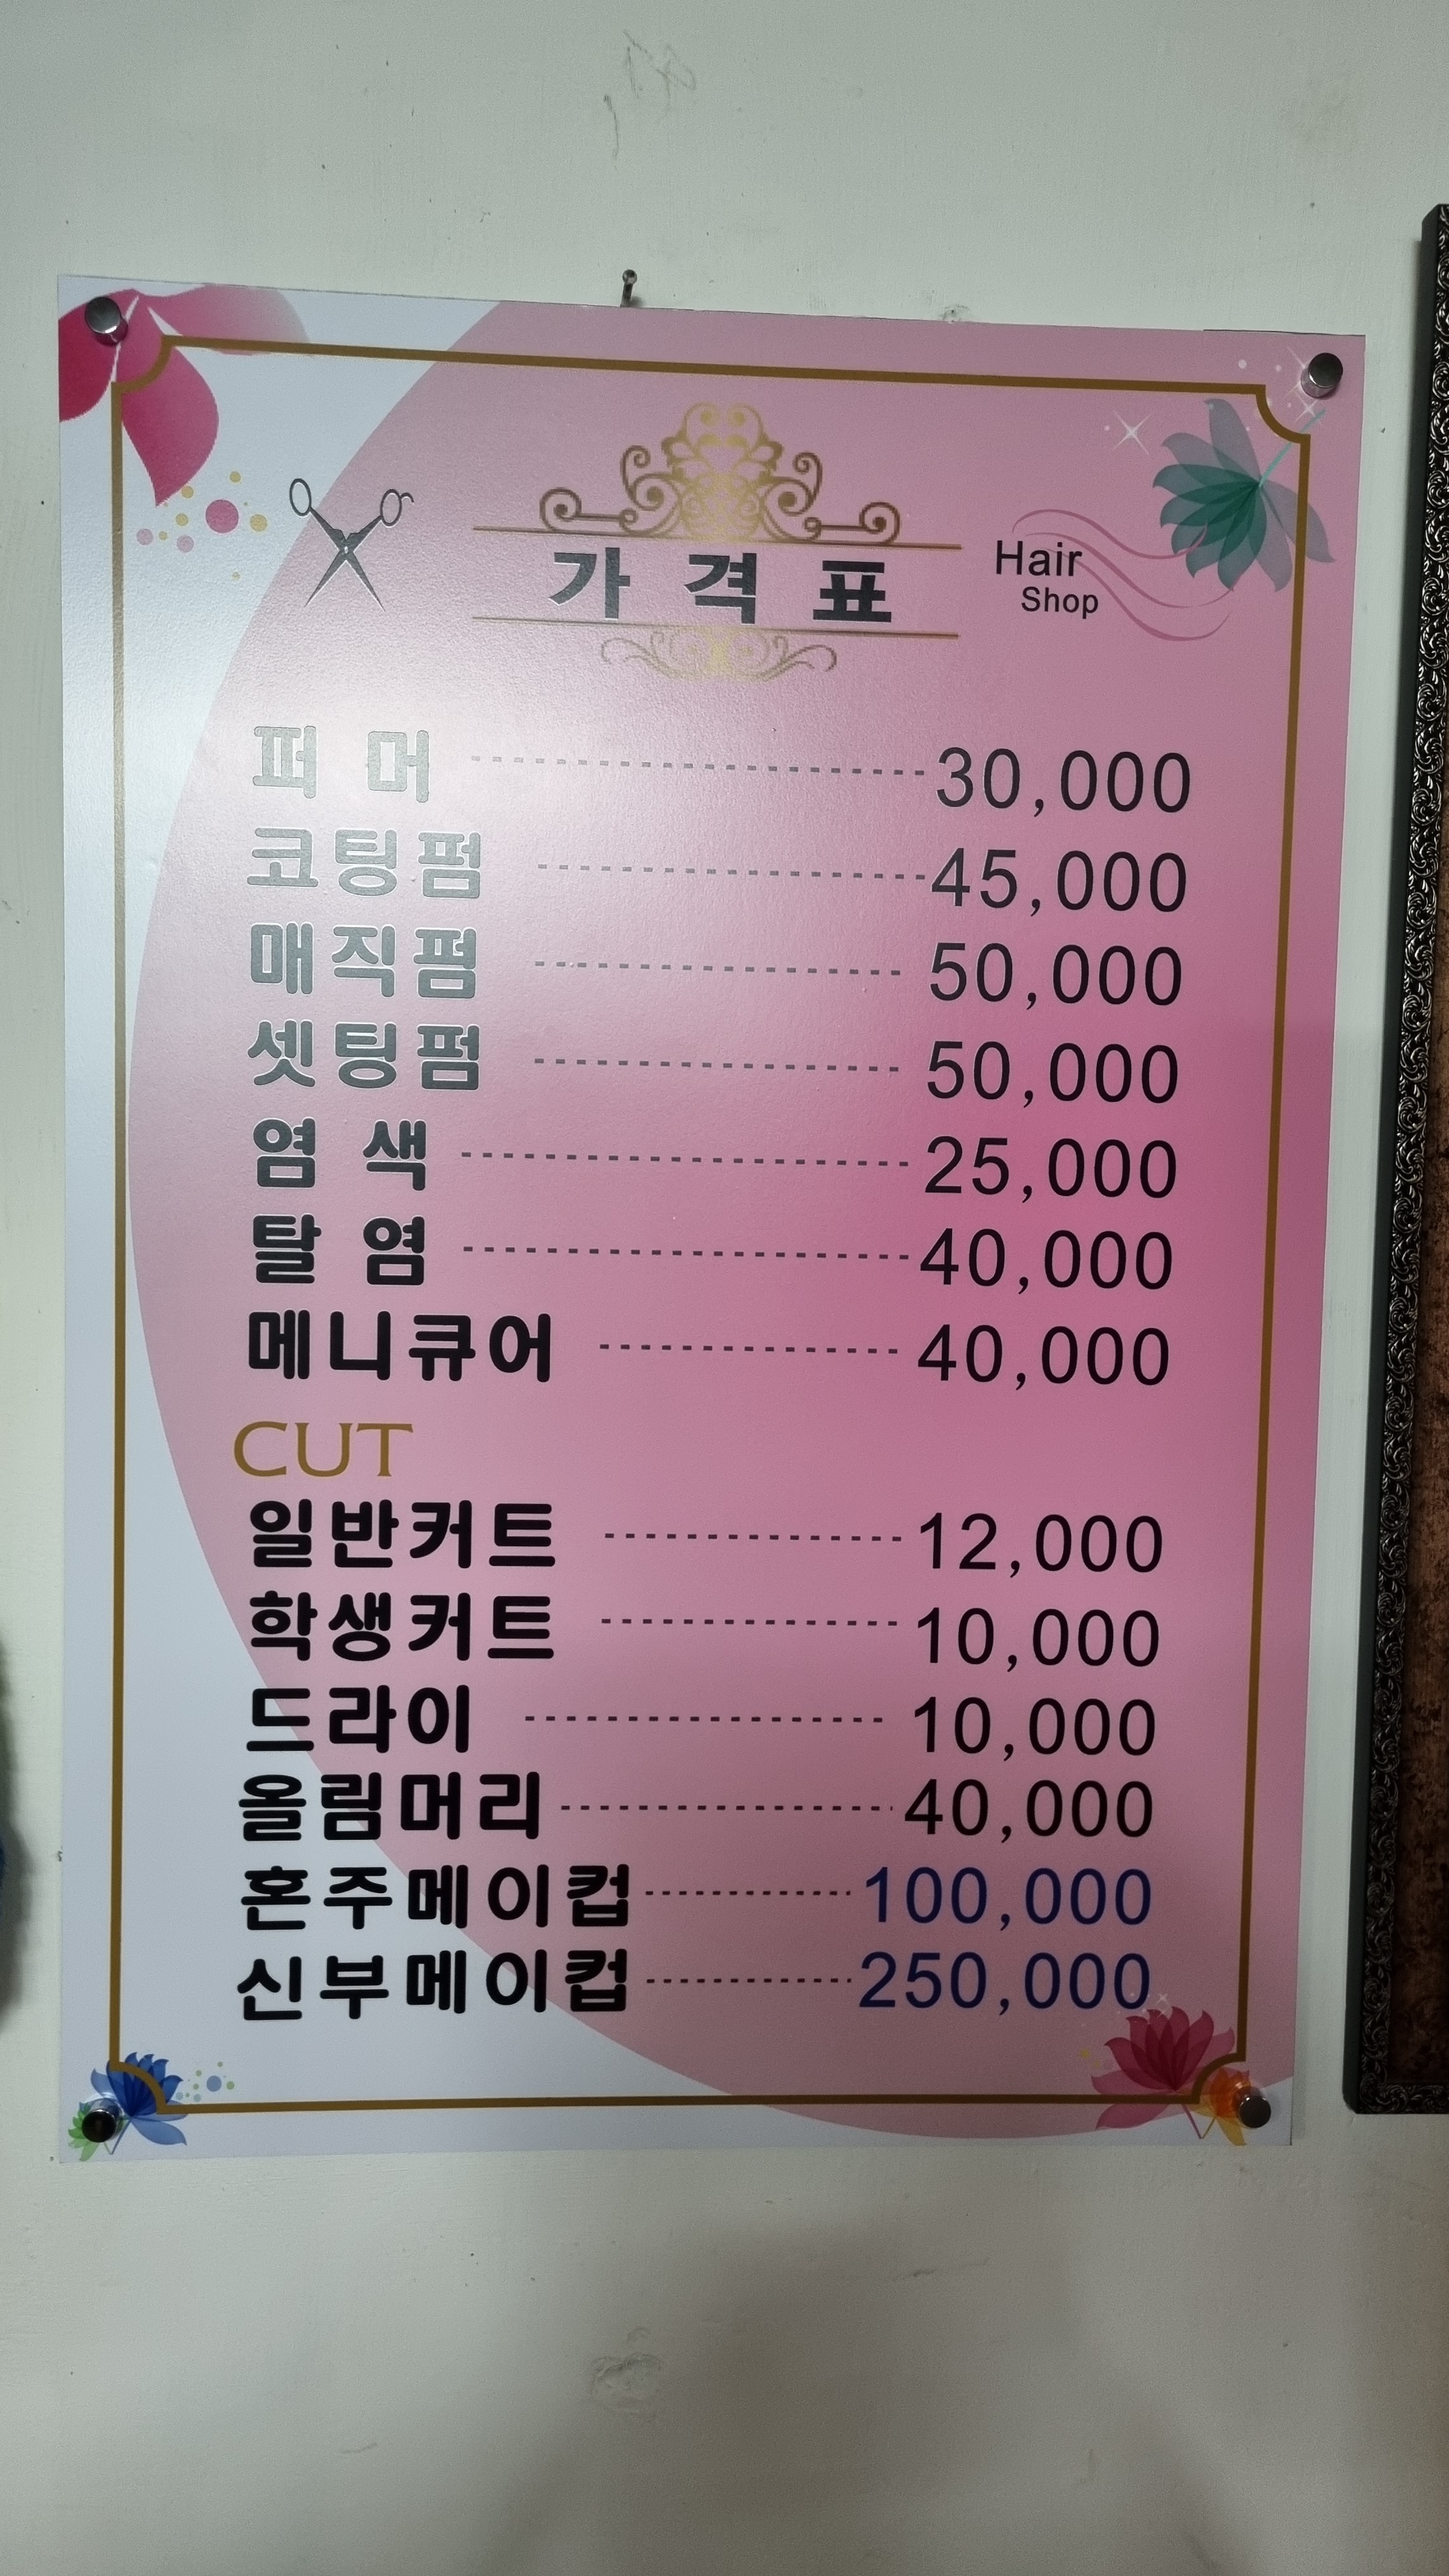 가 격 표
Hair
Shop
퍼 머 30,000
코팅펌 45,000
매직펌 50,000
셋팅펌 50,000
염 색 25,000
탈 염 40,000
메니큐어 40,000
CUT
일반커트 12,000
학생커트 10,000
드라이 10,000
올림머리 40,000
혼주메이컵 100,000
신부메이컵 250,000